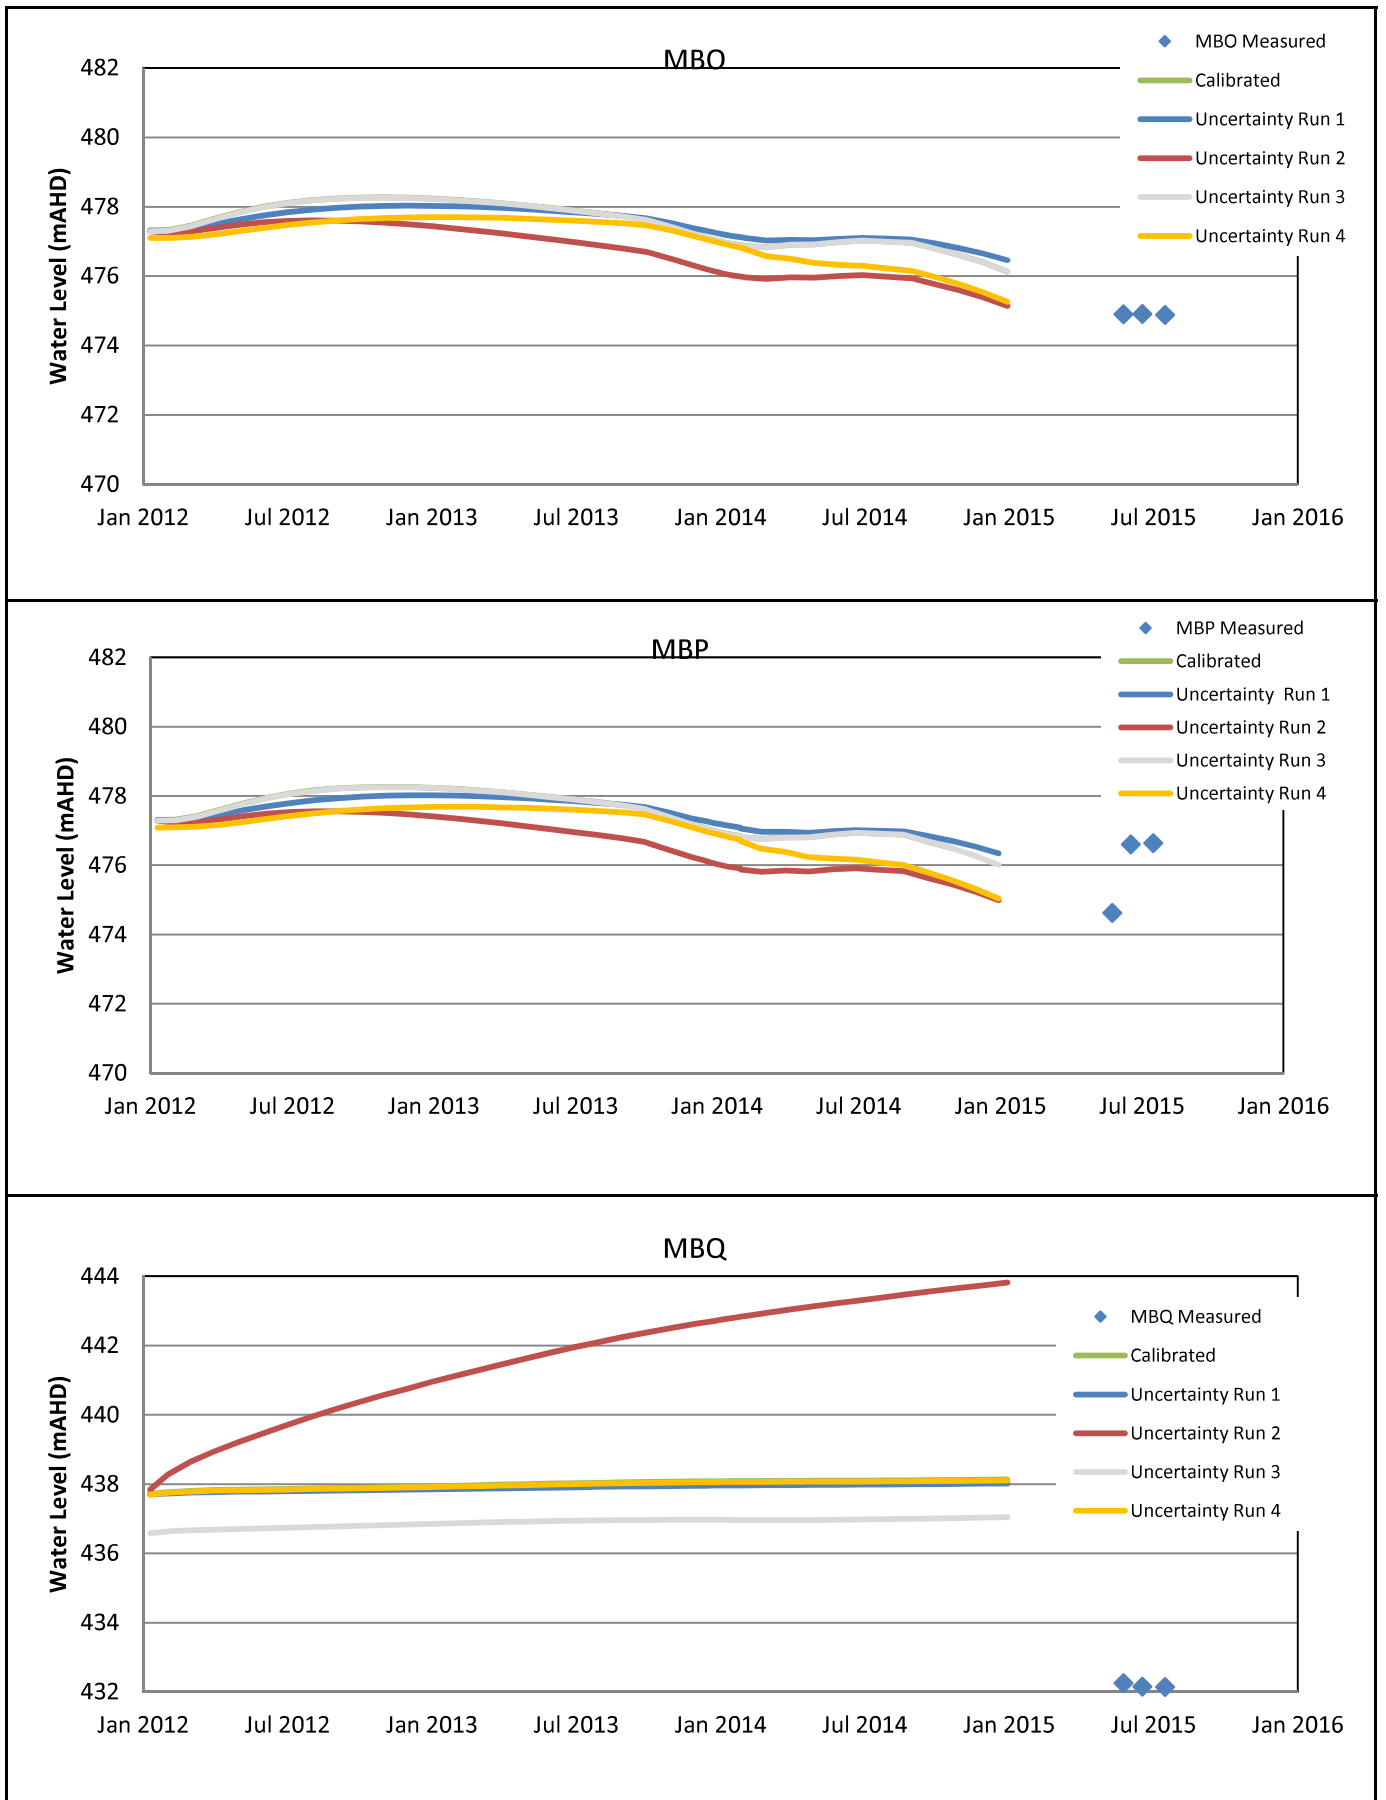 MBO
MBO Measured
Calibrated
Uncertainty Run 1
Uncertainty Run 2
Uncertainty Run 3
Uncertainty Run 4
Water Level (mAHD)
482
480
478
476
474
472
470
Jan 2012 Jul 2012 Jan 2013 Jul 2013 Jan 2014 Jul 2014 Jan 2015 Jul 2015 Jan 2016
MBP
MBP Measured
Calibrated
Uncertainty Run 1
Uncertainty Run 2
Uncertainty Run 3
Uncertainty Run 4
Water Level (mAHD)
482
480
478
476
474
472
470
Jan 2012 Jul 2012 Jan 2013 Jul 2013 Jan 2014 Jul 2014 Jan 2015 Jul 2015 Jan 2016
MBQ
MBQ Measured
Calibrated
Uncertainty Run 1
Uncertainty Run 2
Uncertainty Run 3
Uncertainty Run 4
Water Level (mAHD)
444
442
440
438
436
434
432
Jan 2012 Jul 2012 Jan 2013 Jul 2013 Jan 2014 Jul 2014 Jan 2015 Jul 2015 Jan 2016